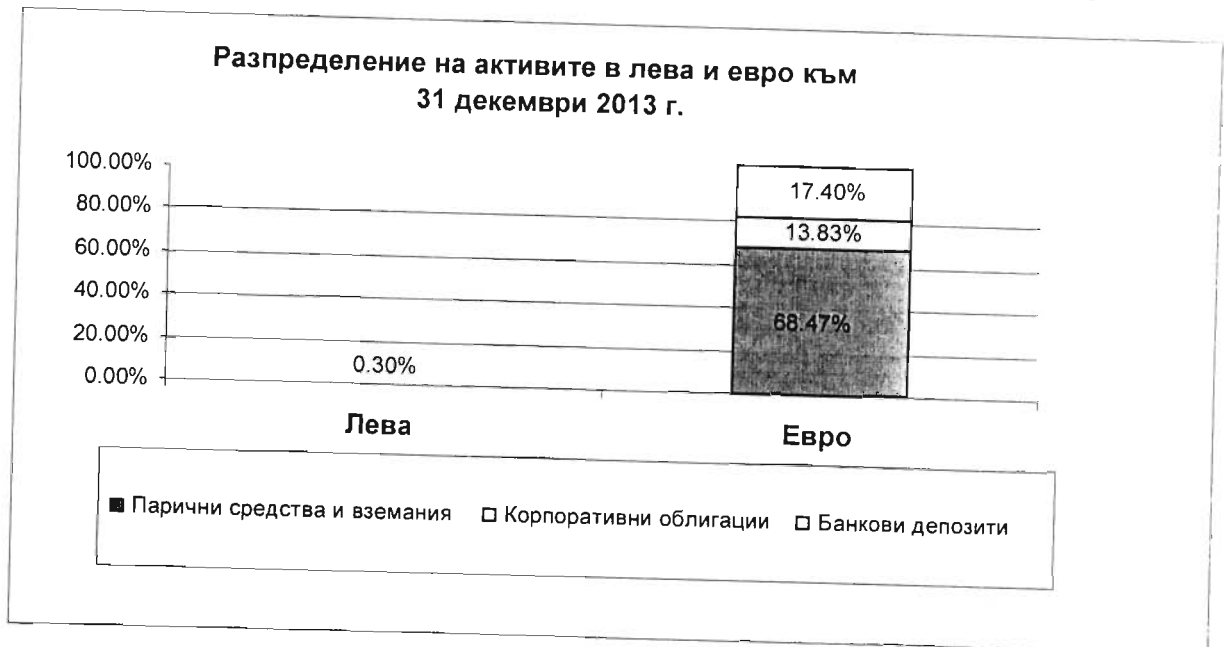 Разпределение на активите в лева и евро към
31 декември 2013 г.
100.00%
80.00%
60.00%
40.00%
20.00%
0.00%
17.40%
13.83%
68.47%
0.30%
Лева
Евро
Парични средства и вземания
Корпоративни облигации
Банкови депозити